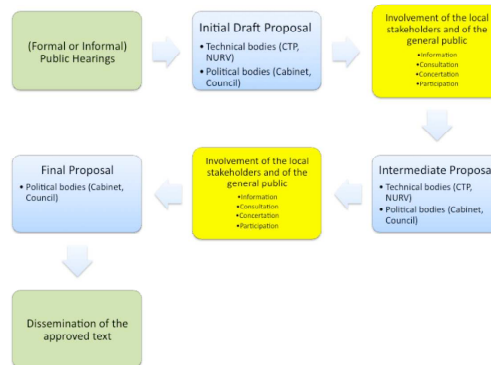 (Formal or Informal)
Public Hearings
Initial Draft Proposal
• Technical bodies (CTP,
NURV)
• Political bodies (Cabinet,
Council)
Involvement of the local
stakeholders and of the
general public
•Information
•Consultation
•Concertation
•Participation
Intermediate Proposal
• Technical bodies (CTP,
NURV)
• Political bodies (Cabinet,
Council)
Involvement of the local
stakeholders and of the
general public
•Information
•Consultation
•Concertation
•Participation
Final Proposal
• Political bodies (Cabinet,
Council)
Dissemination of the
approved text